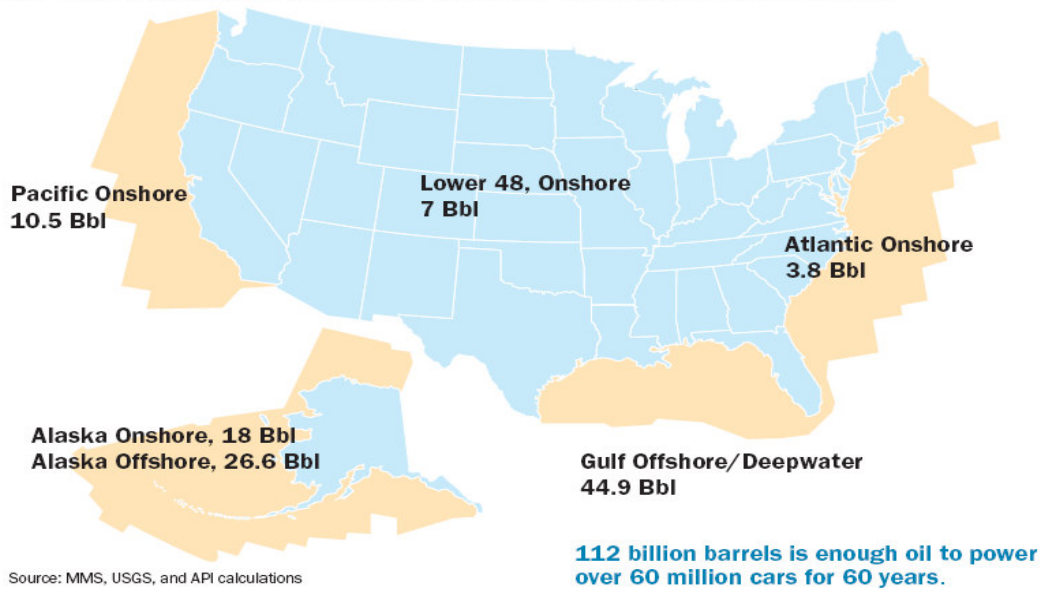 Pacific Onshore
10.5 Bbl
Lower 48, Onshore
7 Bbl
Atlantic Onshore
3.8 Bbl
Alaska Onshore, 18 Bbl
Alaska Offshore, 26.6 Bbl
Gulf Offshore/Deepwater
44.9 Bbl
112 billion barrels is enough oil to power
over 60 million cars for 60 years.
Source: MMS, USGS, and API calculations